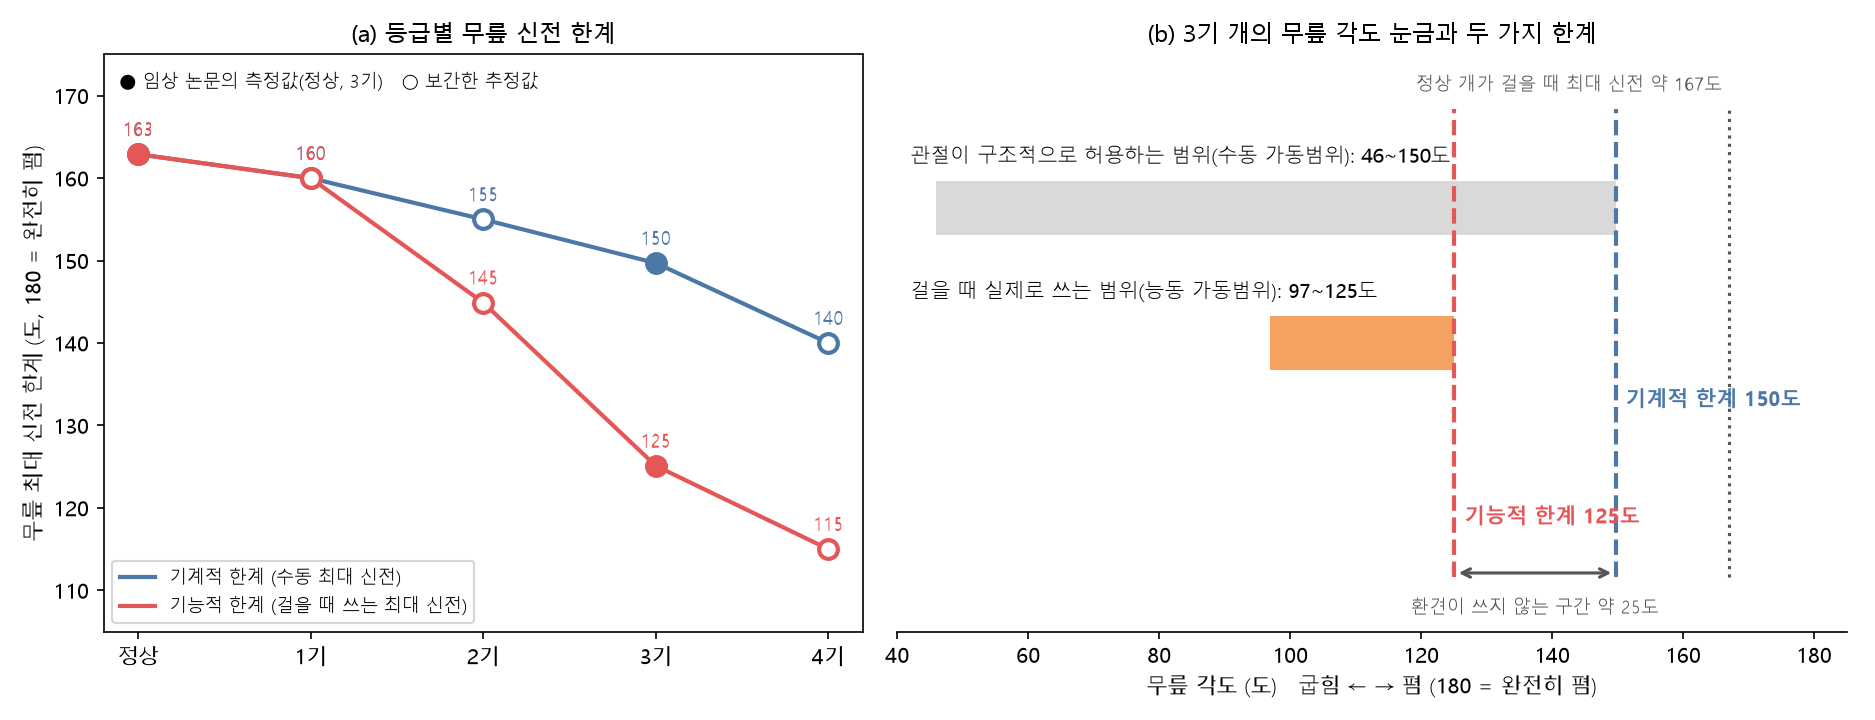 (a) 등급별 무릎 신전 한계
● 임상 논문의 측정값(정상, 3기) ○ 보간한 추정값
무릎 최대 신전 한계 (도, 180 = 완전히 폄)
170
160
150
140
130
120
110
163
160
155
150
140
145
125
115
기계적 한계 (수동 최대 신전)
기능적 한계 (걸을 때 쓰는 최대 신전)
정상
1기
2기
3기
4기
(b) 3기 개의 무릎 각도 눈금과 두 가지 한계
정상 개가 걸을 때 최대 신전 약 167도
관절이 구조적으로 허용하는 범위(수동 가동범위): 46~150도
걸을 때 실제로 쓰는 범위(능동 가동범위): 97~125도
기계적 한계 150도
기능적 한계 125도
환견이 쓰지 않는 구간 약 25도
40
60
80
100
120
140
160
180
무릎 각도 (도) 굽힘 ← → 폄 (180 = 완전히 폄)